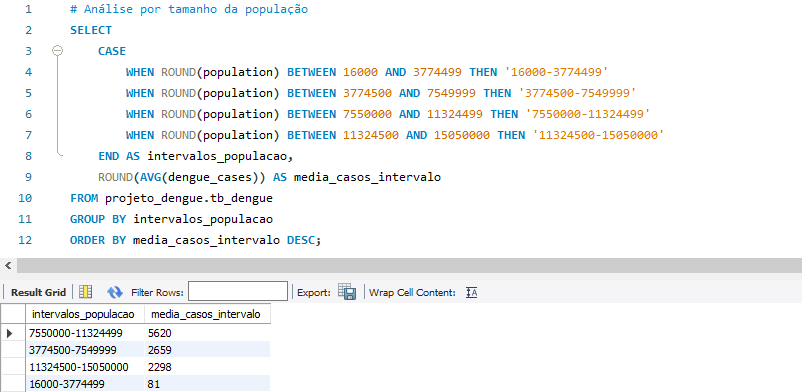 1 # Análise por tamanho da população
2 SELECT
3 CASE
4 WHEN ROUND(population) BETWEEN 16000 AND 3774499 THEN '16000-3774499'
5 WHEN ROUND(population) BETWEEN 3774500 AND 7549999 THEN '3774500-7549999'
6 WHEN ROUND(population) BETWEEN 7550000 AND 11324499 THEN '7550000-11324499'
7 WHEN ROUND(population) BETWEEN 11324500 AND 15050000 THEN '11324500-15050000'
8 END AS intervalos_populacao,
9 ROUND(AVG(dengue_cases)) AS media_casos_intervalo
10 FROM projeto_dengue.tb_dengue
11 GROUP BY intervalos_populacao
12 ORDER BY media_casos_intervalo DESC;
Result Grid Filter Rows: Export: Wrap Cell Content:
intervalos_populacao media_casos_intervalo
7550000-11324499 5620
3774500-7549999 2659
11324500-15050000 2298
16000-3774499 81